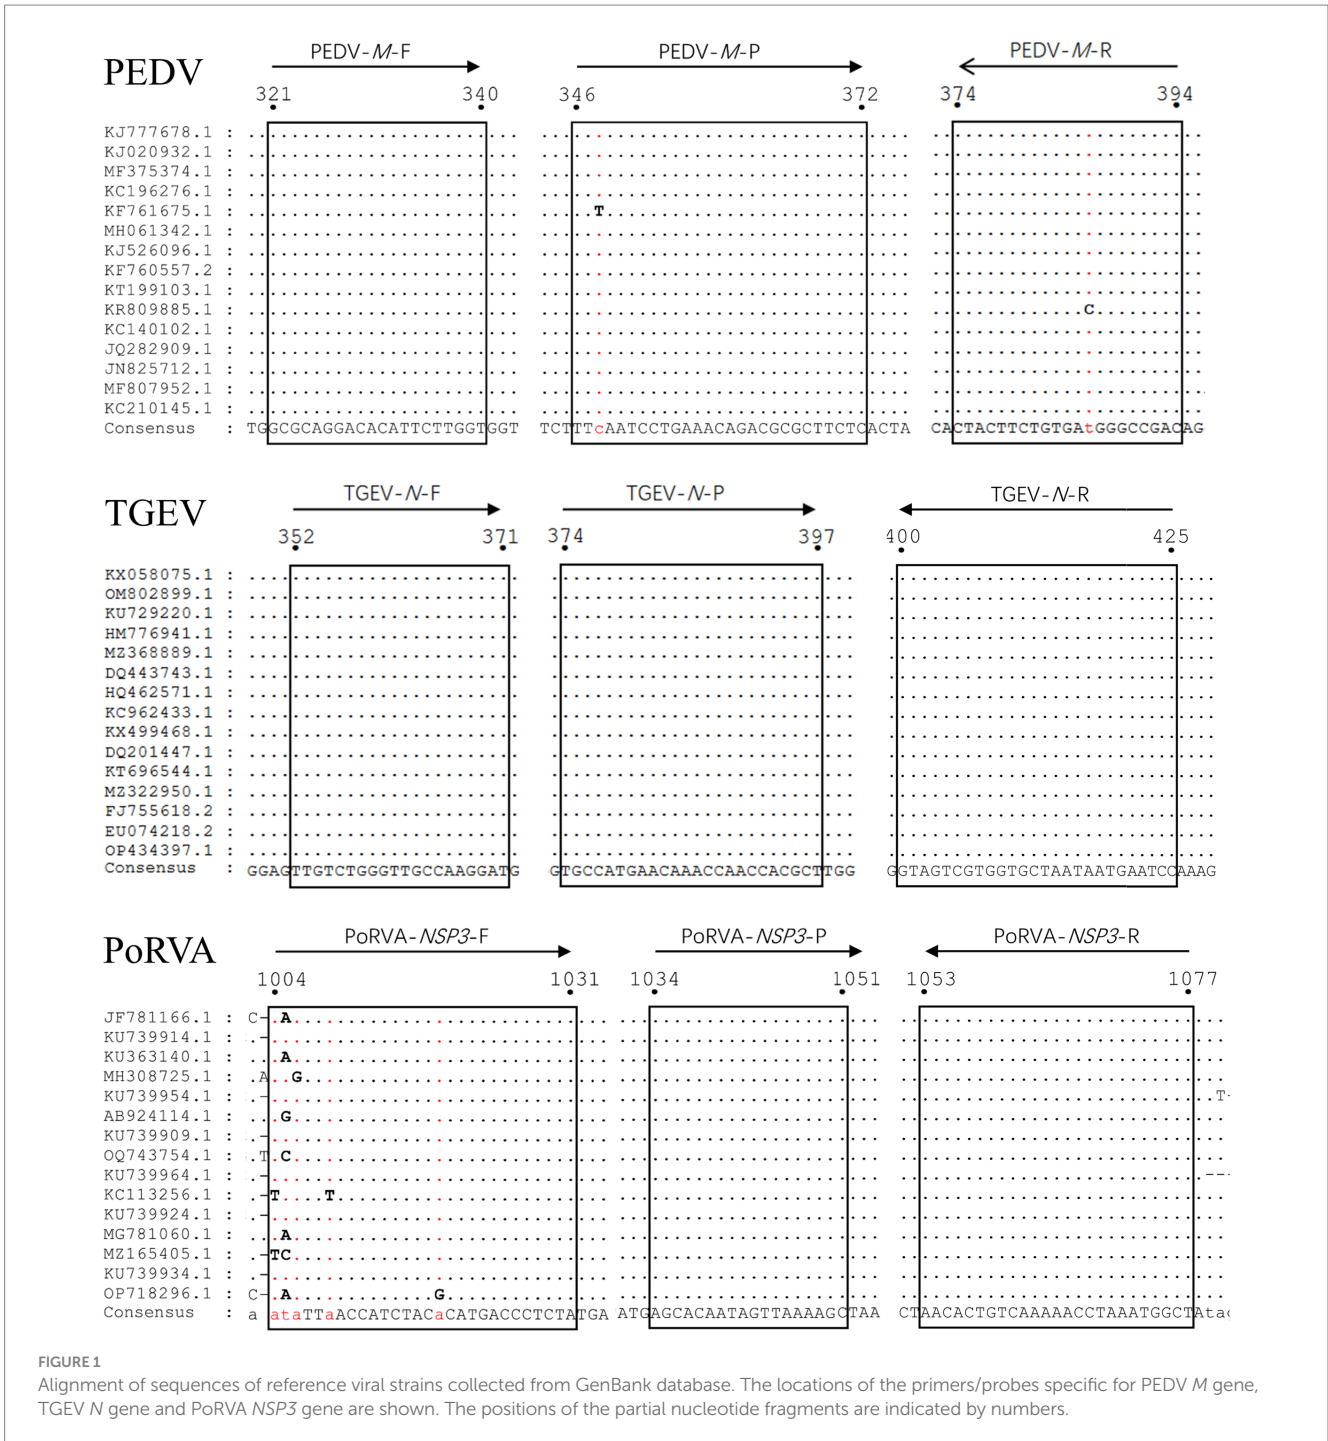 PEDV
PEDV-M-F PEDV-M-P PEDV-M-R
321 340 346 372 374 394
KJ777678.1 :
KJ020932.1 :
MF375374.1 :
KC196276.1 :
KF761675.1 : T
MH061342.1 :
KJ526096.1 :
KF760557.2 :
KT199103.1 :
KR809885.1 : C
KC140102.1 :
JQ282909.1 :
JN825712.1 :
MF807952.1 :
KC210145.1 :
Consensus : TGGCGCAGGACACATTCTTGGTGGT TCTTTCAATCCTGAAACAGACGCGCTTCTCACTA CACTACTTCTGTGAtGGGCCGACAG
TGEV
TGEV-N-F TGEV-N-P TGEV-N-R
352 371 374 397 400 425
KX058075.1 :
OM802899.1 :
KU729220.1 :
HM776941.1 :
MZ368889.1 :
DQ443743.1 :
HQ462571.1 :
KC962433.1 :
KX499468.1 :
DQ201447.1 :
KT696544.1 :
MZ322950.1 :
FJ755618.2 :
EU074218.2 :
OP434397.1 :
Consensus : GGAGTTGTCTGGGTTGCCAAGGATG GTGCCATGAACAAACCAACCACGCTTGG GGTAGTCGTGGTGCTAATAATGAATCCAAAG
PoRVA
PoRVA-NSP3-F PoRVA-NSP3-P PoRVA-NSP3-R
1004 1031 1034 1051 1053 1077
JF781166.1 : C- A
KU739914.1 : -
KU363140.1 : A
MH308725.1 : A G
KU739954.1 : - T-
AB924114.1 : G
KU739909.1 : -
OQ743754.1 : T C
KU739964.1 : - --
KC113256.1 : -T T
KU739924.1 : -
MG781060.1 : A
MZ165405.1 : -TC
KU739934.1 : -
OP718296.1 : C- A G
Consensus : a ataTTaACCATCTACaCATGACCCTCTATGA ATGAGCACAATAGTTAAAAGCTAA CTAACACTGTCAAAAACCTAAATGGCTAtac
FIGURE 1
Alignment of sequences of reference viral strains collected from GenBank database. The locations of the primers/probes specific for PEDV M gene,
TGEV N gene and PoRVA NSP3 gene are shown. The positions of the partial nucleotide fragments are indicated by numbers.